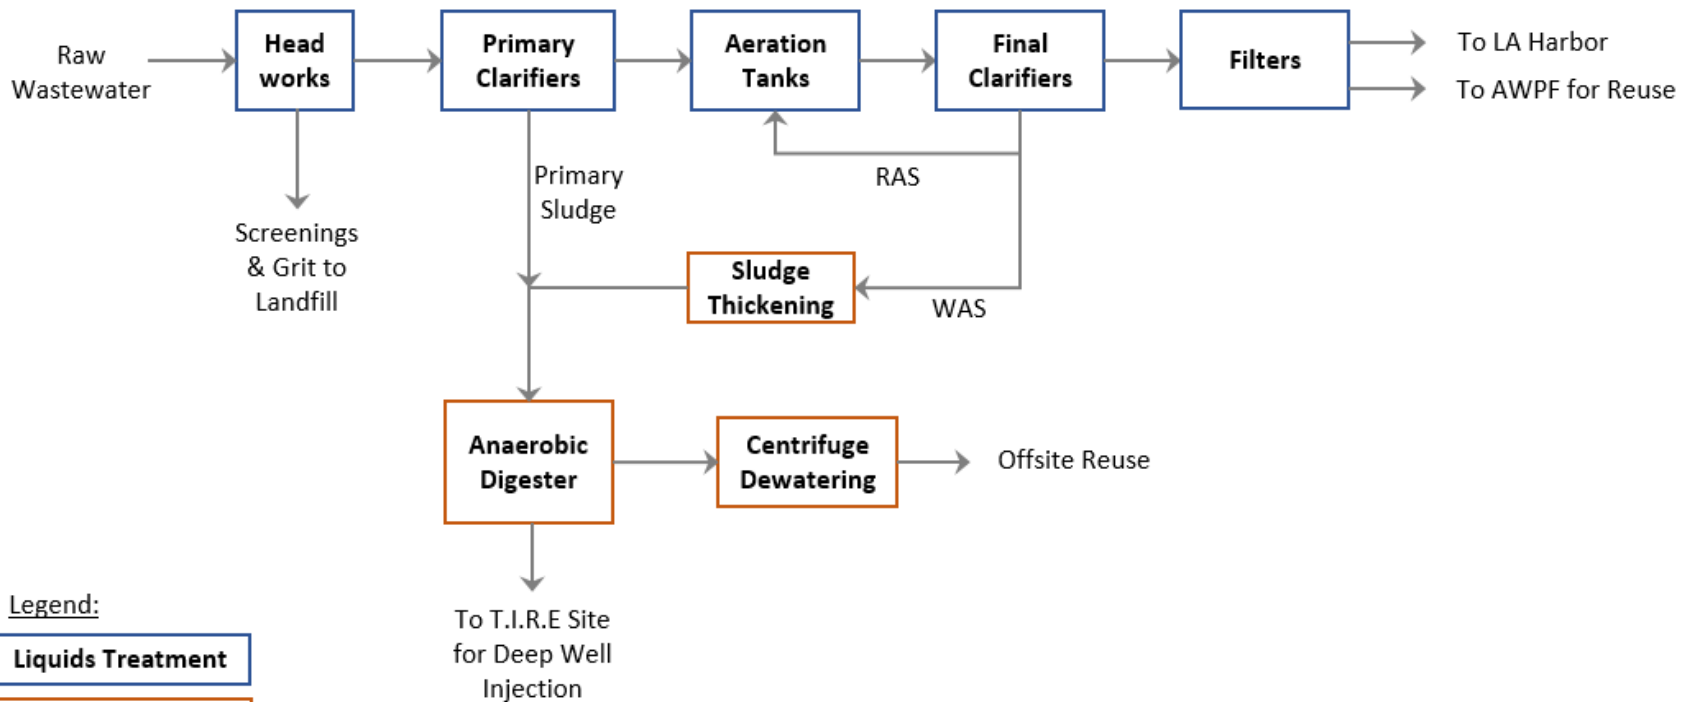 Raw
Wastewater
Head
works
Primary
Clarifiers
Aeration
Tanks
Final
Clarifiers
Filters
To LA Harbor
To AWPF for Reuse
Screenings
& Grit to
Landfill
Primary
Sludge
RAS
Sludge
Thickening
WAS
Anaerobic
Digester
Centrifuge
Dewatering
Offsite Reuse
To T.I.R.E Site
for Deep Well
Injection
Legend:
Liquids Treatment